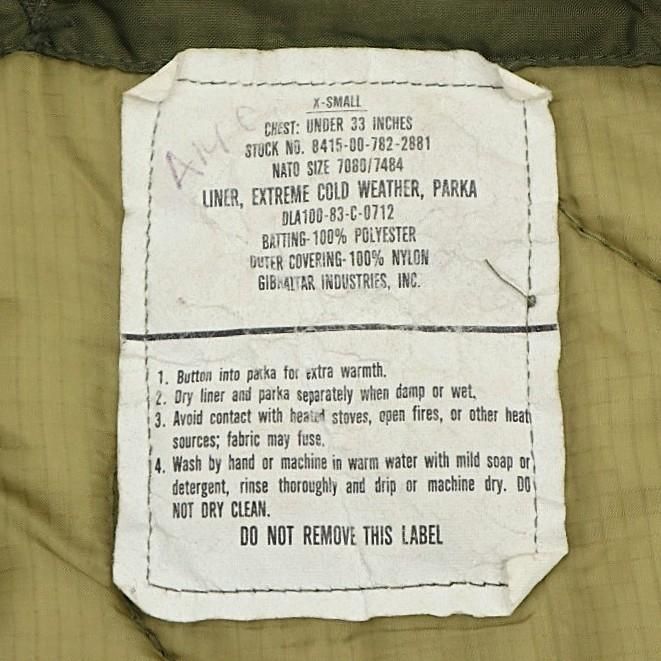 X-SMALL
CHEST: UNDER 33 INCHES
STOCK NO. 8415-00-782-2881
NATO SIZE 7080/7484
LINER, EXTREME COLD WEATHER, PARKA
DLA100-83-C-0712
BATTING-100% POLYESTER
OUTER COVERING-100% NYLON
GIBRALTAR INDUSTRIES, INC.
1. Button into parka for extra warmth.
2. Dry liner and parka separately when damp or wet.
3. Avoid contact with heated stoves, open fires, or other heat
sources; fabric may fuse.
4. Wash by hand or machine in warm water with mild soap or
detergent, rinse thoroughly and drip or machine dry. DO
NOT DRY CLEAN.
DO NOT REMOVE THIS LABEL